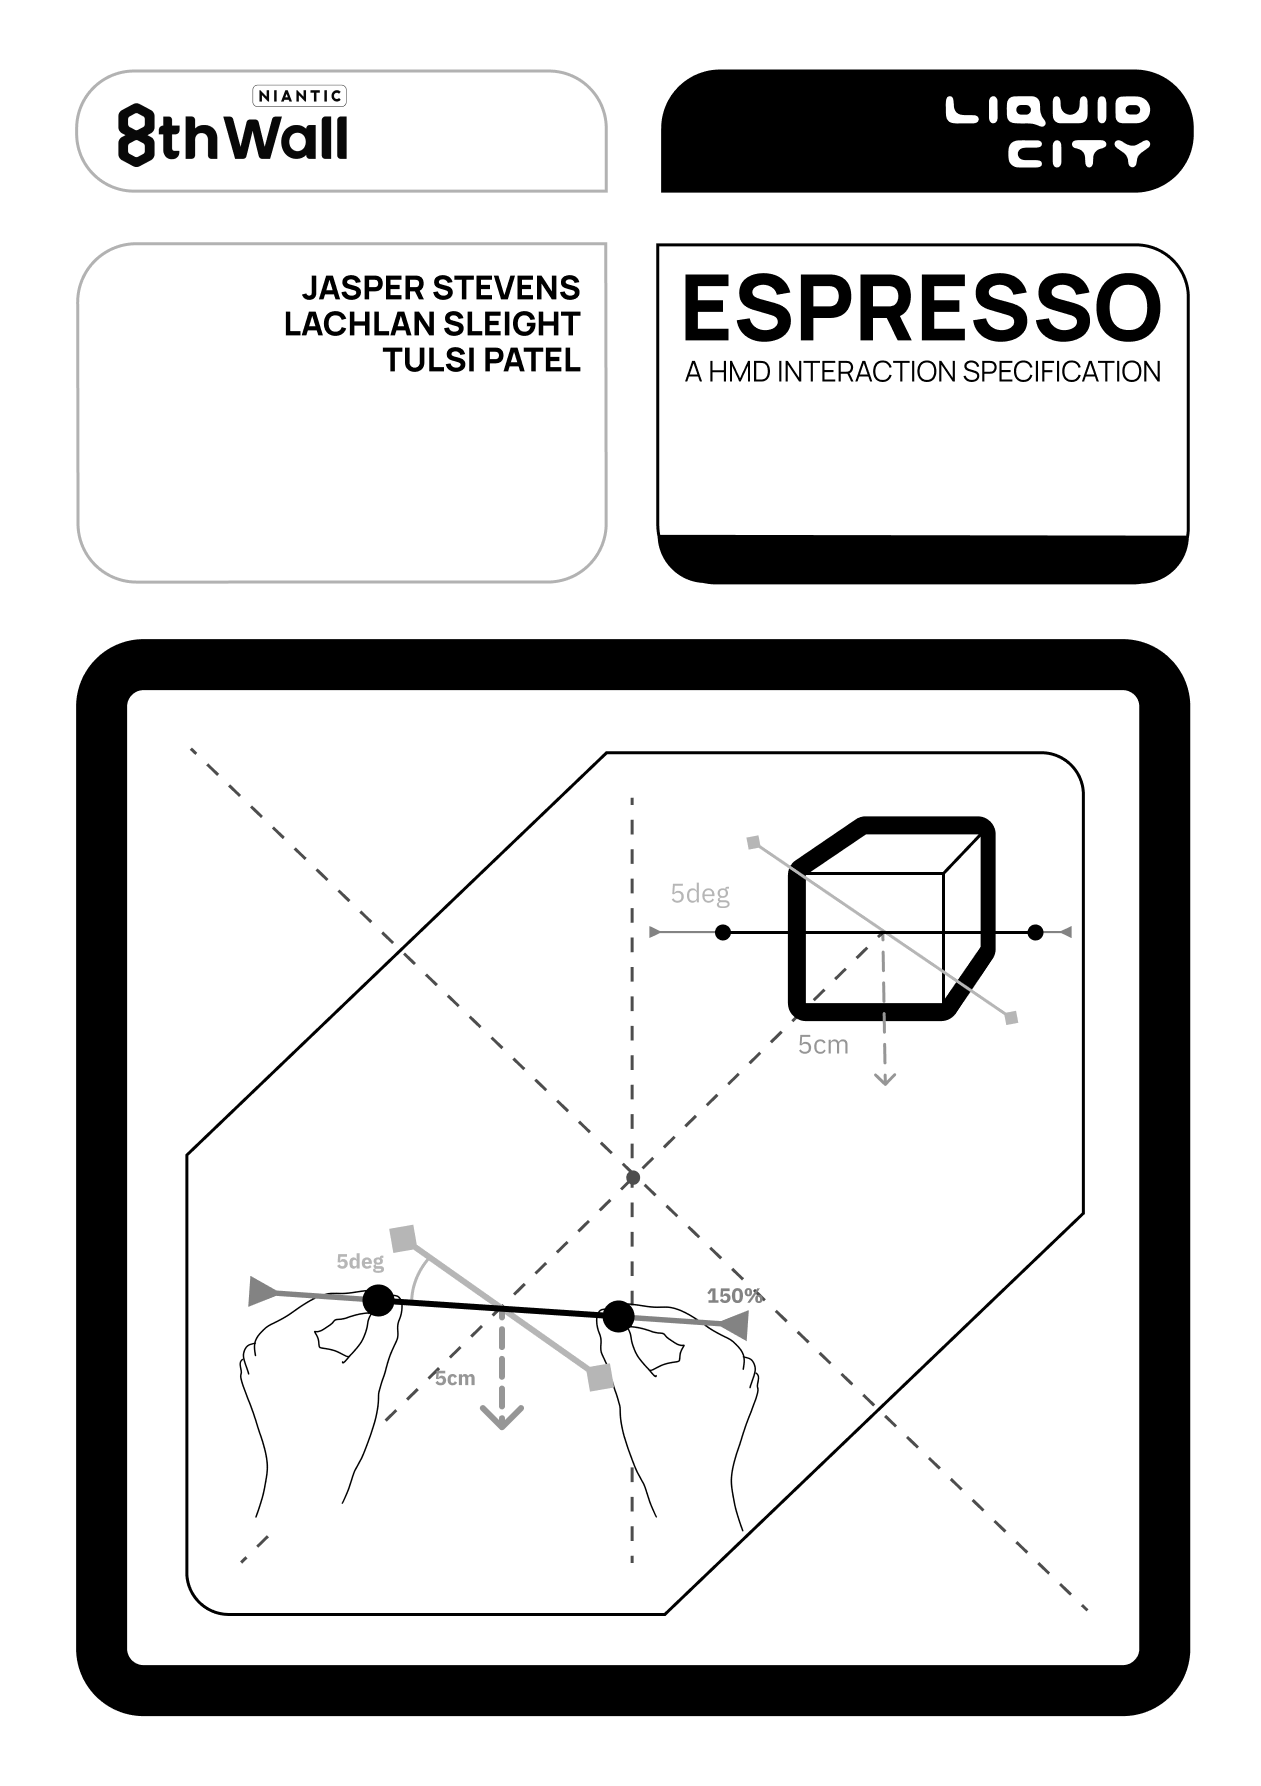 NIANTIC
8thWall
LIQUID
CITY
JASPER STEVENS
LACHLAN SLEIGHT
TULSI PATEL
ESPRESSO
A HMD INTERACTION SPECIFICATION
5deg
5cm
5deg
150%
5cm